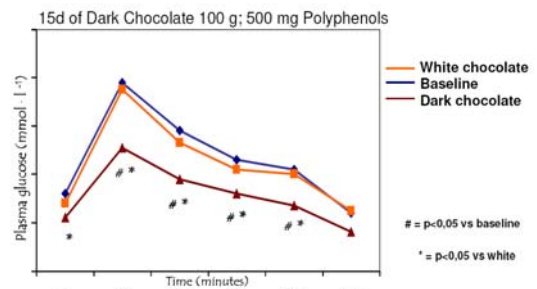 15d of Dark Chocolate 100 g; 500 mg Polyphenols
White chocolate
Baseline
Dark chocolate
Plasma glucose (mmol · l -1)
# *
# *
# *
# *
*
# = p<0,05 vs baseline
* = p<0,05 vs white
Time (minutes)